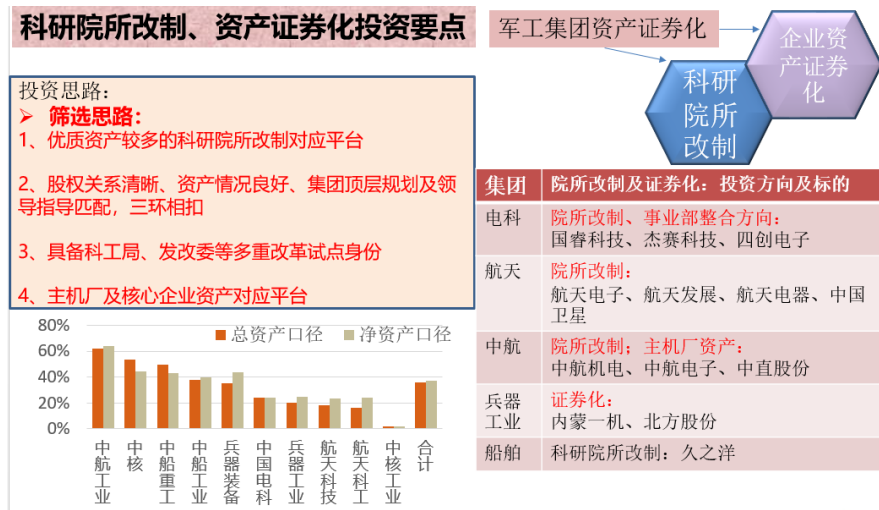 科研院所改制、资产证券化投资要点
投资思路:
➢ 筛选思路:
1、优质资产较多的科研院所改制对应平台
2、股权关系清晰、资产情况良好、集团顶层规划及领
导指导匹配,三环相扣
3、具备科工局、发改委等多重改革试点身份
4、主机厂及核心企业资产对应平台
80%
60%
40%
20%
0%
总资产口径 净资产口径
中航工业
中核
中船重工
中船工业
兵器装备
中国电科
兵器工业
航天科技
航天科工
中核工业
合计
军工集团资产证券化
企业资
产证券
化
科研
院所
改制
集团 院所改制及证券化:投资方向及标的
电科 院所改制、事业部整合方向:
国睿科技、杰赛科技、四创电子
航天 院所改制:
航天电子、航天发展、航天电器、中国
卫星
中航 院所改制;主机厂资产:
中航机电、中航电子、中直股份
兵器
工业
证券化:
内蒙一机、北方股份
船舶 科研院所改制:久之洋